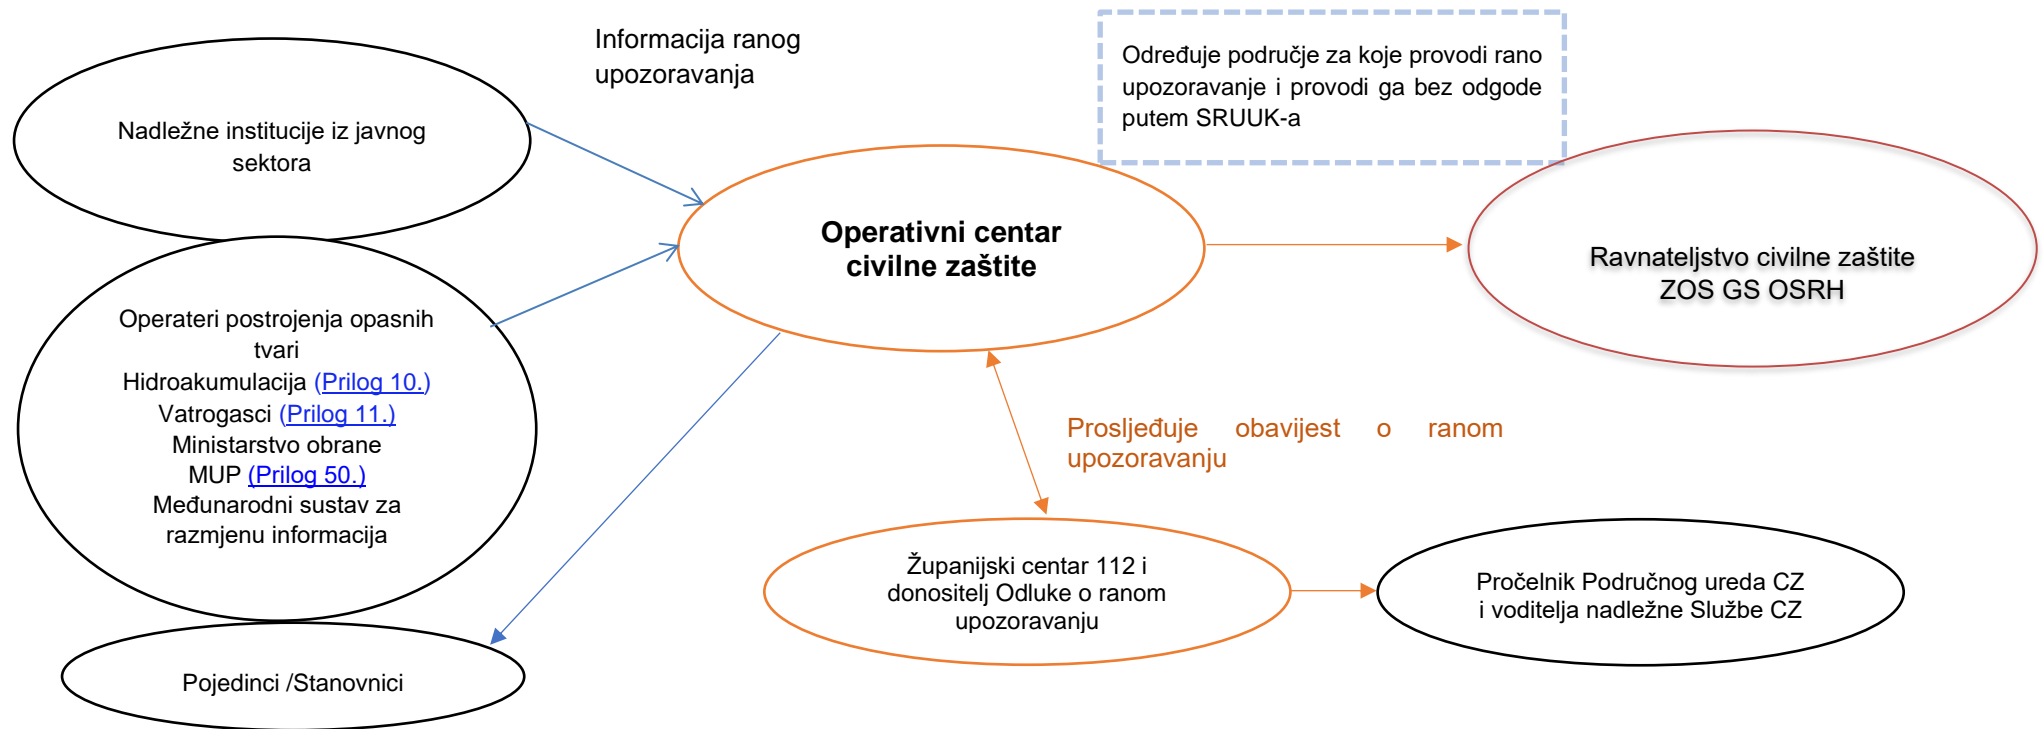 Informacija ranog
upozoravanja
Određuje područje za koje provodi rano
upozoravanje i provodi ga bez odgode
putem SRUUK-a
Nadležne institucije iz javnog
sektora
Operativni centar
civilne zaštite
Ravnateljstvo civilne zaštite
ZOS GS OSRH
Operateri postrojenja opasnih
tvari
Hidroakumulacija (Prilog 10.)
Vatrogasci (Prilog 11.)
Ministarstvo obrane
MUP (Prilog 50.)
Međunarodni sustav za
razmjenu informacija
Prosljeđuje obavijest o ranom
upozoravanju
Županijski centar 112 i
donositelj Odluke o ranom
upozoravanju
Pročelnik Područnog ureda CZ
i voditelja nadležne Službe CZ
Pojedinci /Stanovnici